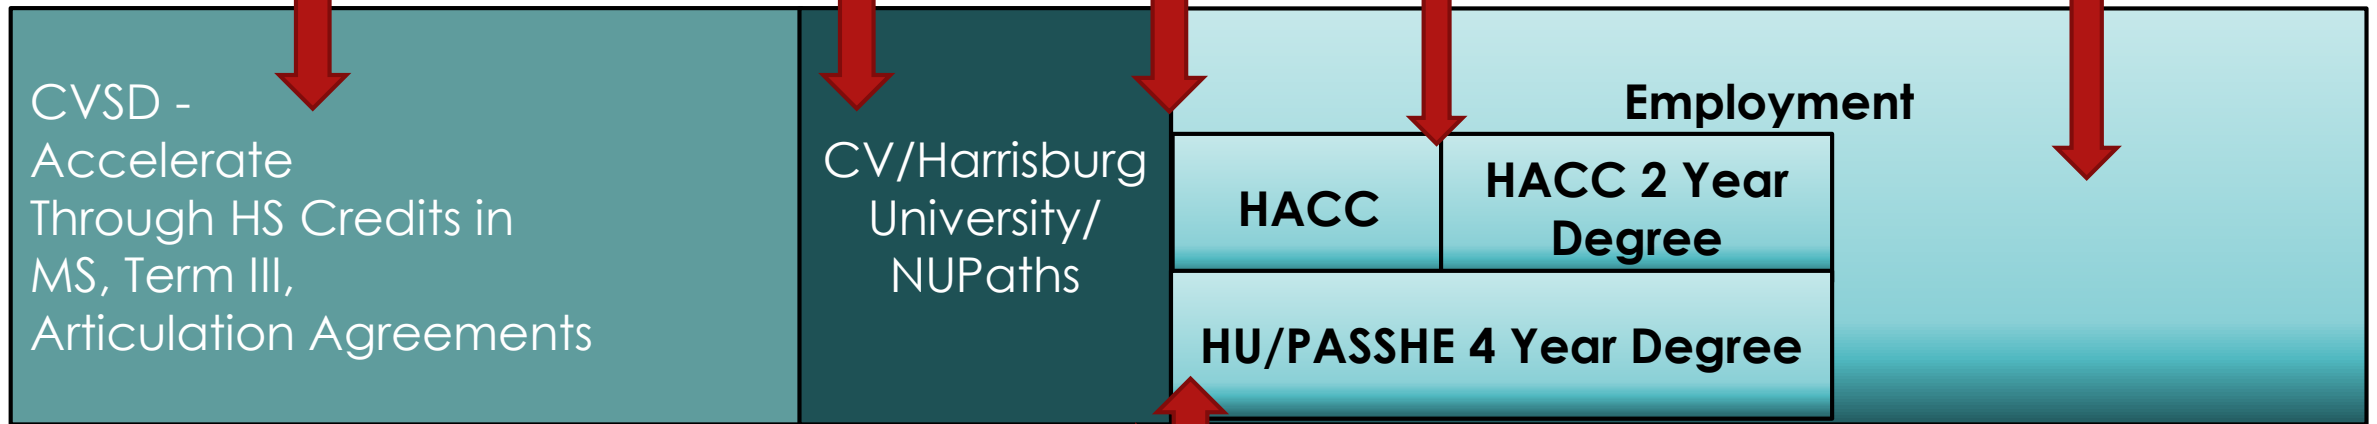 CVSD -
Accelerate
Through HS Credits in
MS, Term III,
Articulation Agreements
CV/Harrisburg
University/
NUPaths
Employment
HACC
HACC 2 Year
Degree
HU/PASSHE 4 Year Degree